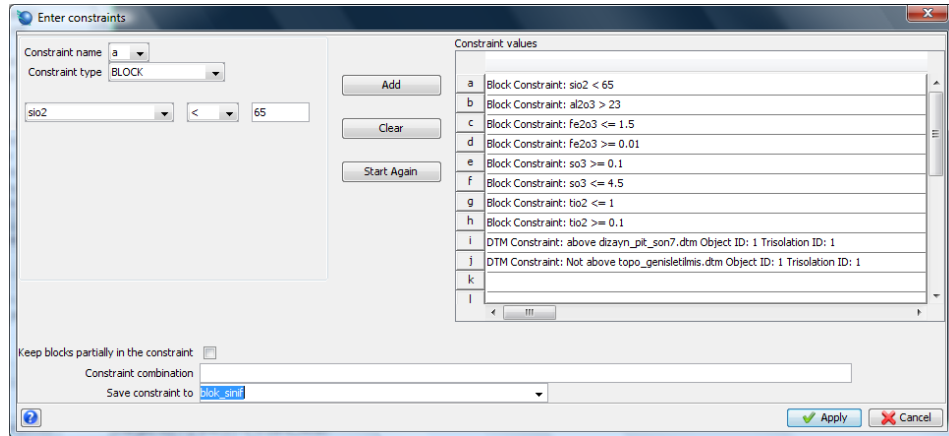 Enter constraints
Constraint name a
Constraint type BLOCK
sio2 < 65
Add
Clear
Start Again
Constraint values
a Block Constraint: sio2 < 65
b Block Constraint: al2o3 > 23
c Block Constraint: fe2o3 <= 1.5
d Block Constraint: fe2o3 >= 0.01
e Block Constraint: so3 >= 0.1
f Block Constraint: so3 <= 4.5
g Block Constraint: tio2 <= 1
h Block Constraint: tio2 >= 0.1
i DTM Constraint: above dizayn_pit_son7.dtm Object ID: 1 Trisolation ID: 1
j DTM Constraint: Not above topo_genisletilmis.dtm Object ID: 1 Trisolation ID: 1
k
l
Keep blocks partially in the constraint
Constraint combination
Save constraint to blok_sinif
Apply Cancel